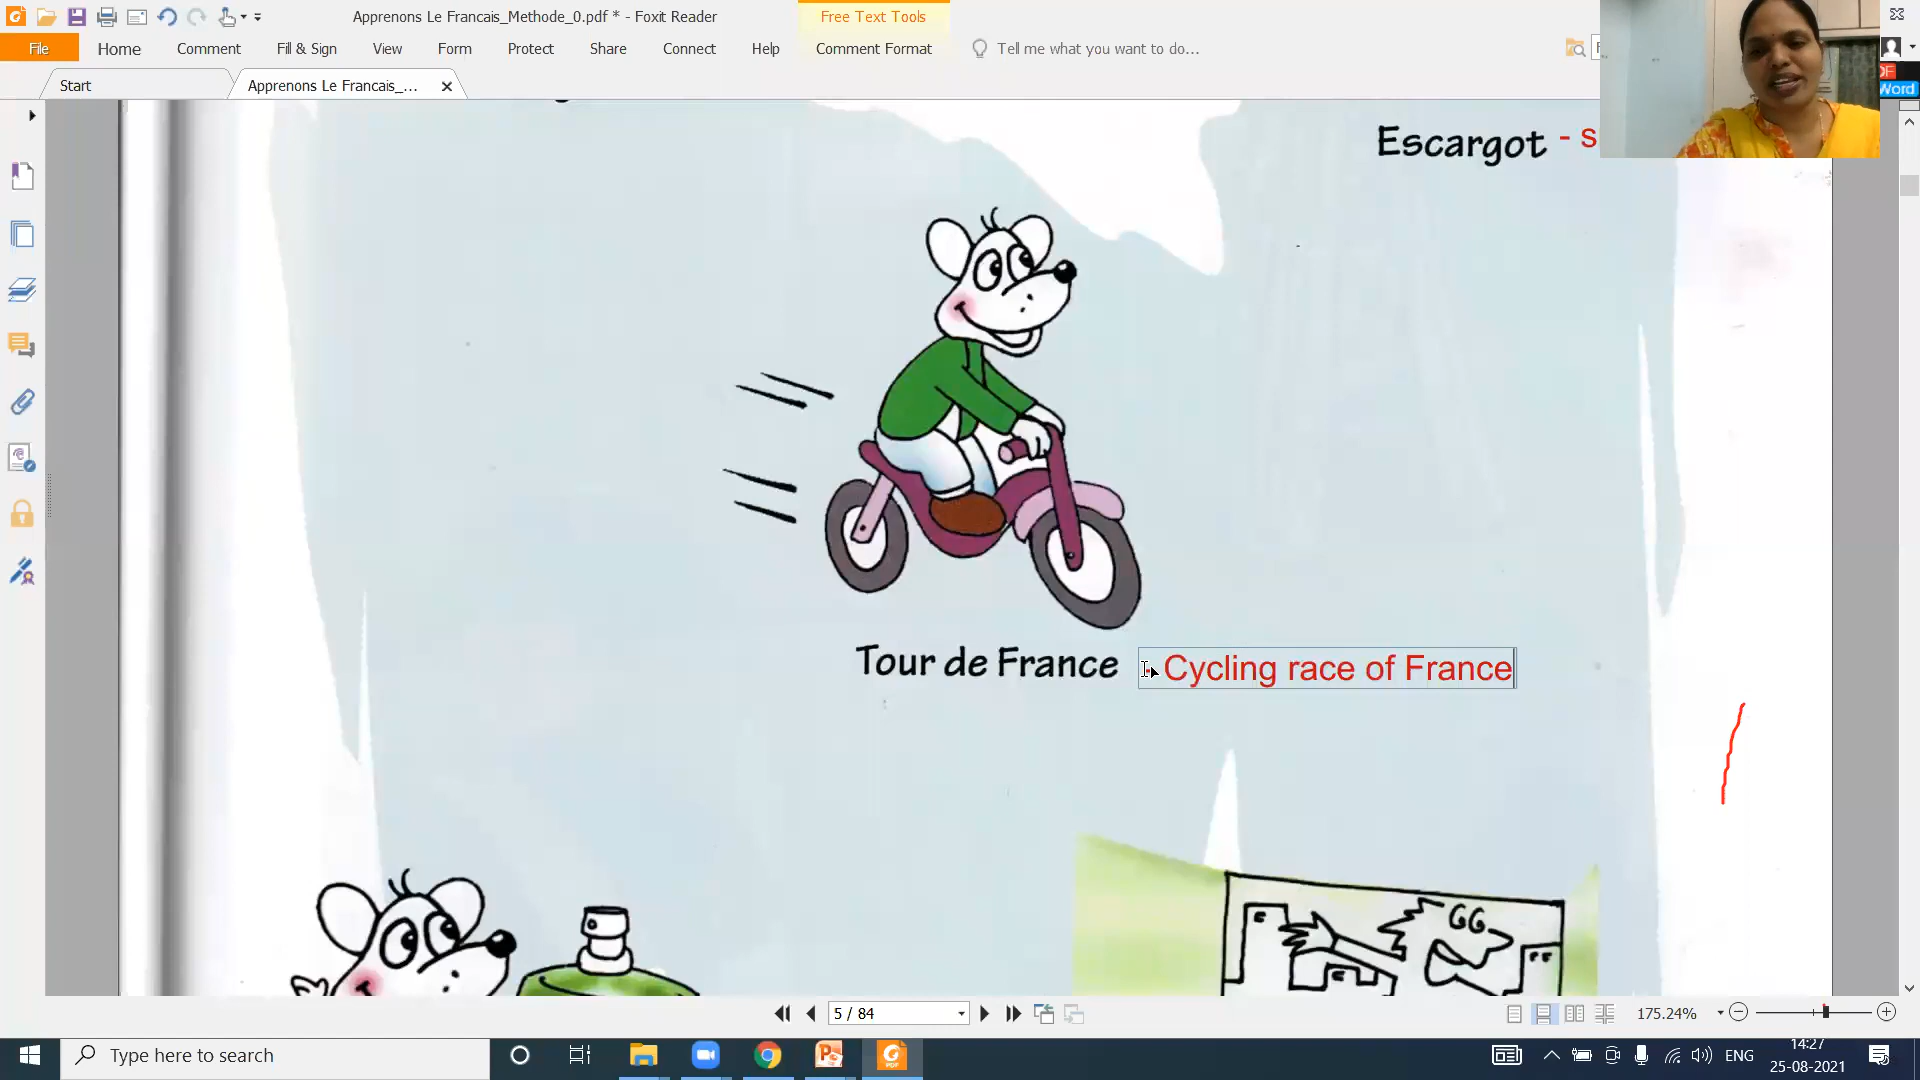 Apprenons Le Francais_Methode_0.pdf * - Foxit Reader
Free Text Tools
File Home Comment Fill & Sign View Form Protect Share Connect Help Comment Format Tell me what you want to do...
Word
Start Apprenons Le Francais_...
Escargot - s
Tour de France - Cycling race of France
GG
5 / 84
175.24%
Type here to search
ENG
14:27
25-08-2021